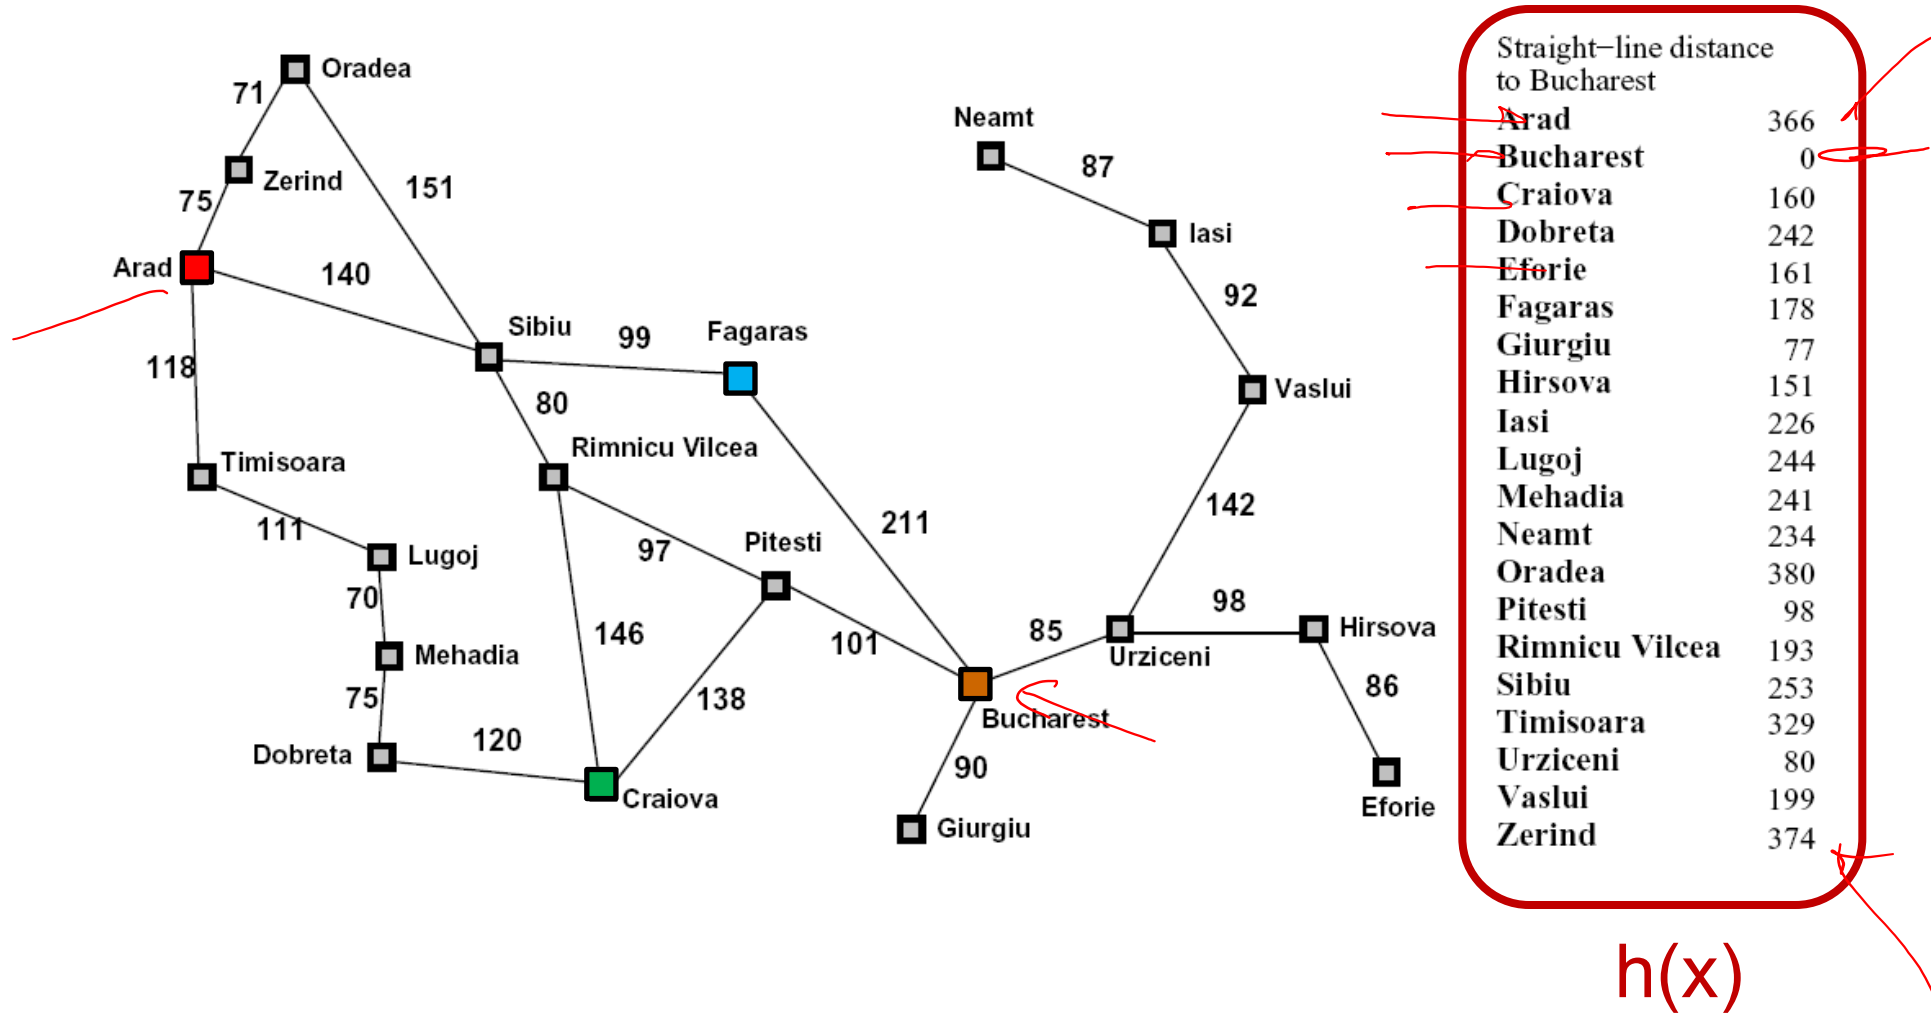 Oradea
71
Neamt
87
Zerind
151
75
Iasi
Arad
140
92
Sibiu
99
Fagaras
118
Vaslui
80
Rimnicu Vilcea
Timisoara
142
211
111
97
Pitesti
Lugoj
70
98
146
101
85
Hirsova
Mehadia
Urziceni
75
138
86
Bucharest
120
Dobreta
90
Craiova
Eforie
Giurgiu
Straight−line distance
to Bucharest
Arad 366
Bucharest 0
Craiova 160
Dobreta 242
Eforie 161
Fagaras 178
Giurgiu 77
Hirsova 151
Iasi 226
Lugoj 244
Mehadia 241
Neamt 234
Oradea 380
Pitesti 98
Rimnicu Vilcea 193
Sibiu 253
Timisoara 329
Urziceni 80
Vaslui 199
Zerind 374
h(x)